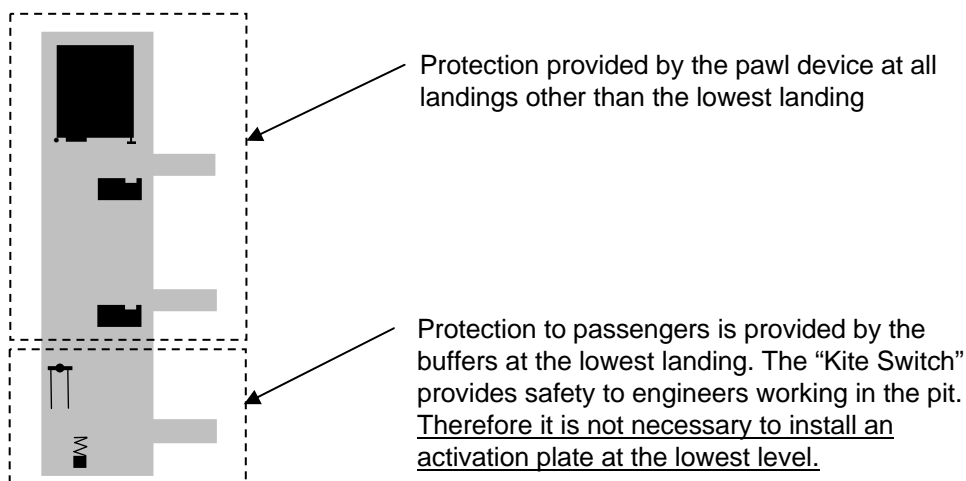 Protection provided by the pawl device at all
landings other than the lowest landing
Protection to passengers is provided by the
buffers at the lowest landing. The “Kite Switch”
provides safety to engineers working in the pit.
Therefore it is not necessary to install an
activation plate at the lowest level.